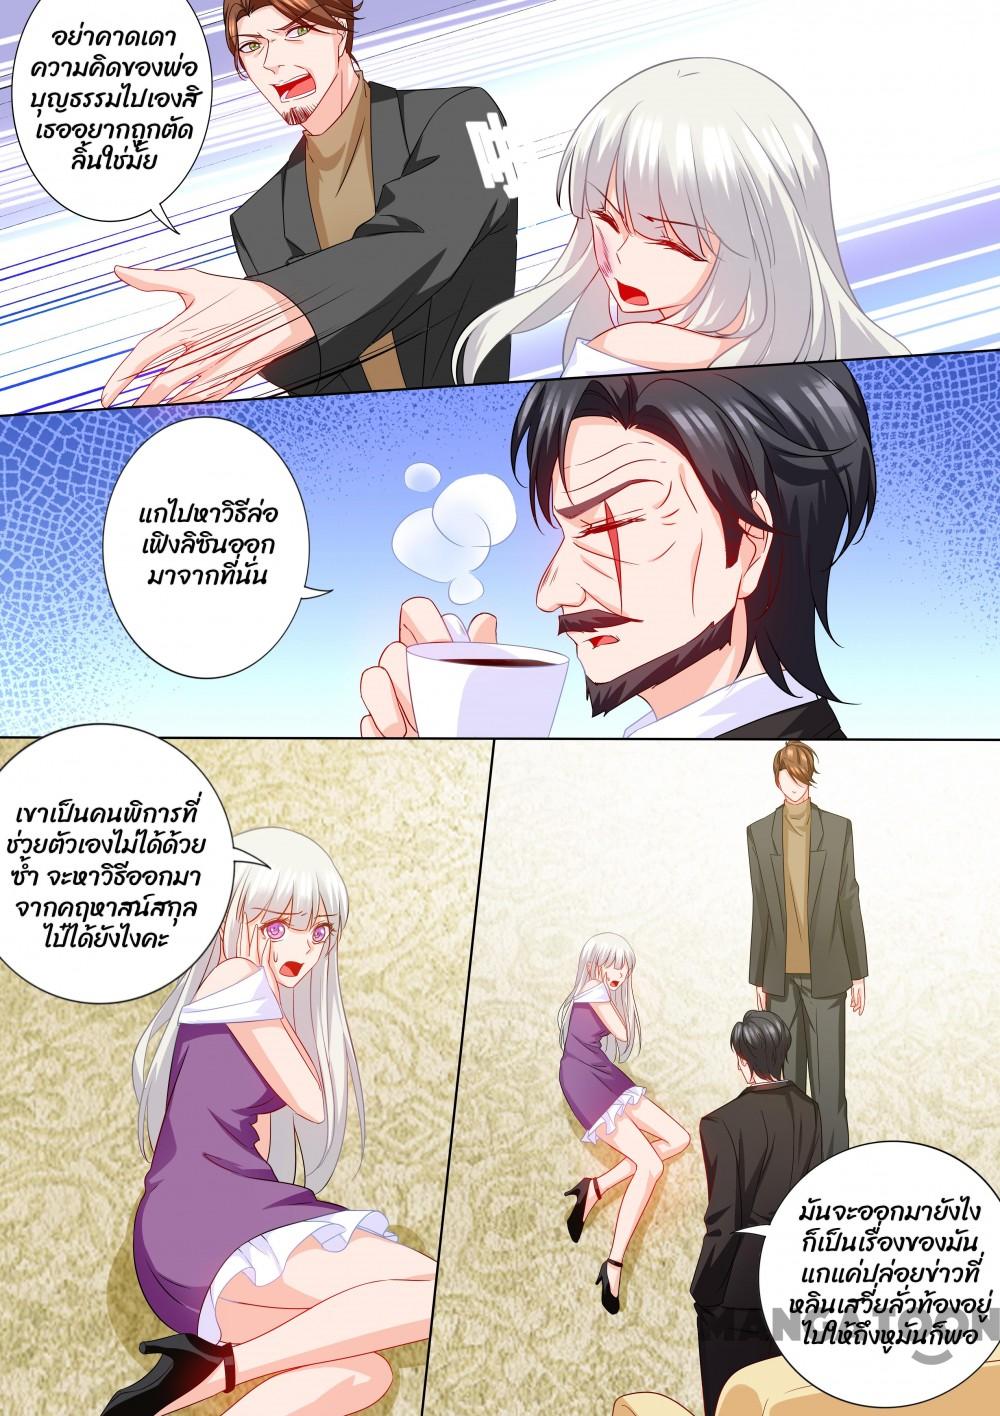 อย่าคาดเดา
ความคิดของพ่อ
บุญธรรมไปเองสิ
เธออยากถูกตัด
ลิ้นใช่มั้ย
แกไปหาวิธีล่อ
เฟิงลิซินออก
มาจากที่นั่น
เขาเป็นคนพิการที่
ช่วยตัวเองไม่ได้ด้วย
ซ้ำ จะหาวิธีออกมา
จากคฤหาสน์สกุล
ไป๋ได้ยังไงคะ
มันจะออกมายังไง
ก็เป็นเรื่องของมัน
แกแค่ปล่อยข่าวที่
หลินเสวี่ยลั่วท้องอยู่
ไปให้ถึงหูมันก็พอ
MANGATOON